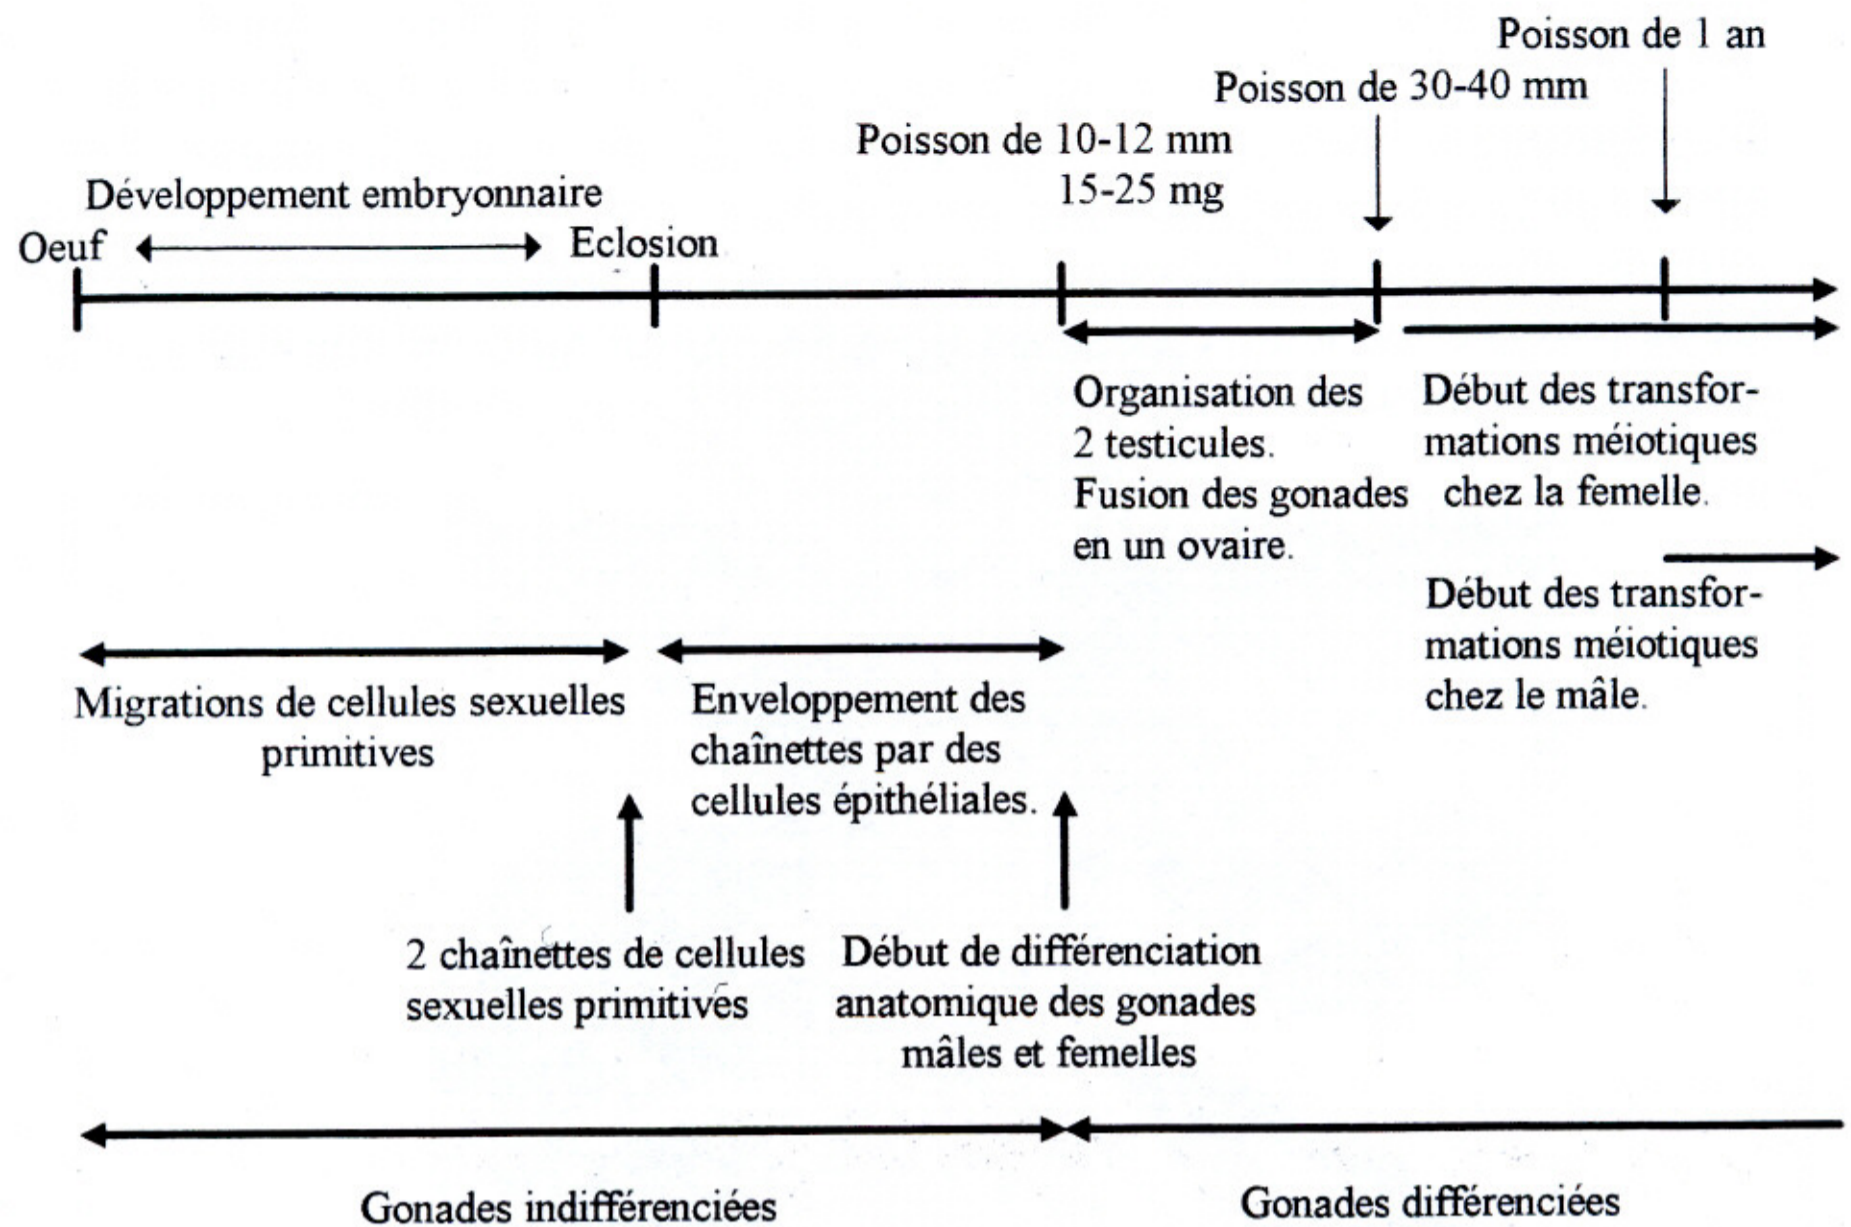 Poisson de 1 an
Poisson de 30-40 mm
Poisson de 10-12 mm
15-25 mg
Développement embryonnaire
Oeuf
Eclosion
Organisation des
2 testicules.
Fusion des gonades
en un ovaire.
Début des transfor-
mations méiotiques
chez la femelle.
Début des transfor-
mations méiotiques
chez le mâle.
Migrations de cellules sexuelles
primitives
Enveloppement des
chaînettes par des
cellules épithéliales.
2 chaînettes de cellules
sexuelles primitives
Début de différenciation
anatomique des gonades
mâles et femelles
Gonades indifférenciées
Gonades différenciées